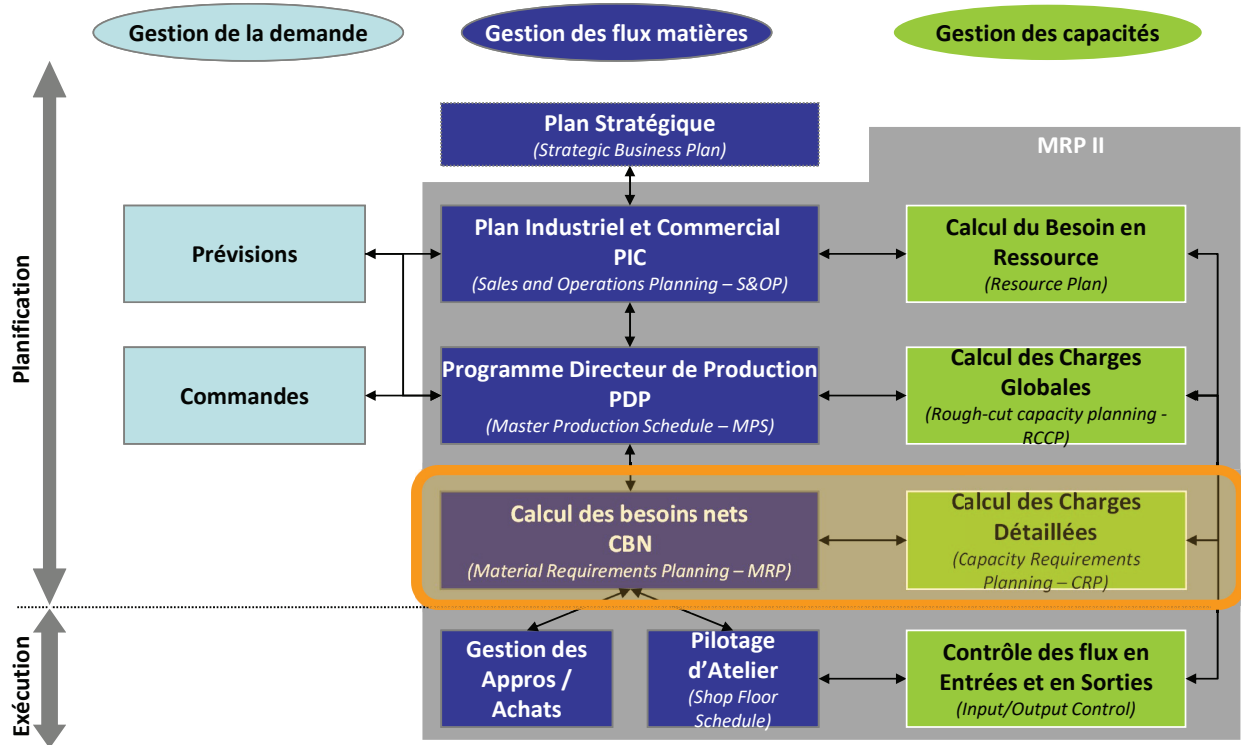 Gestion de la demande
Gestion des flux matières
Gestion des capacités
Planification
Exécution
Plan Stratégique
(Strategic Business Plan)
MRP II
Prévisions
Plan Industriel et Commercial
PIC
(Sales and Operations Planning – S&OP)
Calcul du Besoin en
Ressource
(Resource Plan)
Commandes
Programme Directeur de Production
PDP
(Master Production Schedule – MPS)
Calcul des Charges
Globales
(Rough-cut capacity planning -
RCCP)
Calcul des besoins nets
CBN
(Material Requirements Planning – MRP)
Calcul des Charges
Détaillées
(Capacity Requirements
Planning – CRP)
Gestion des
Appros /
Achats
Pilotage
d’Atelier
(Shop Floor
Schedule)
Contrôle des flux en
Entrées et en Sorties
(Input/Output Control)